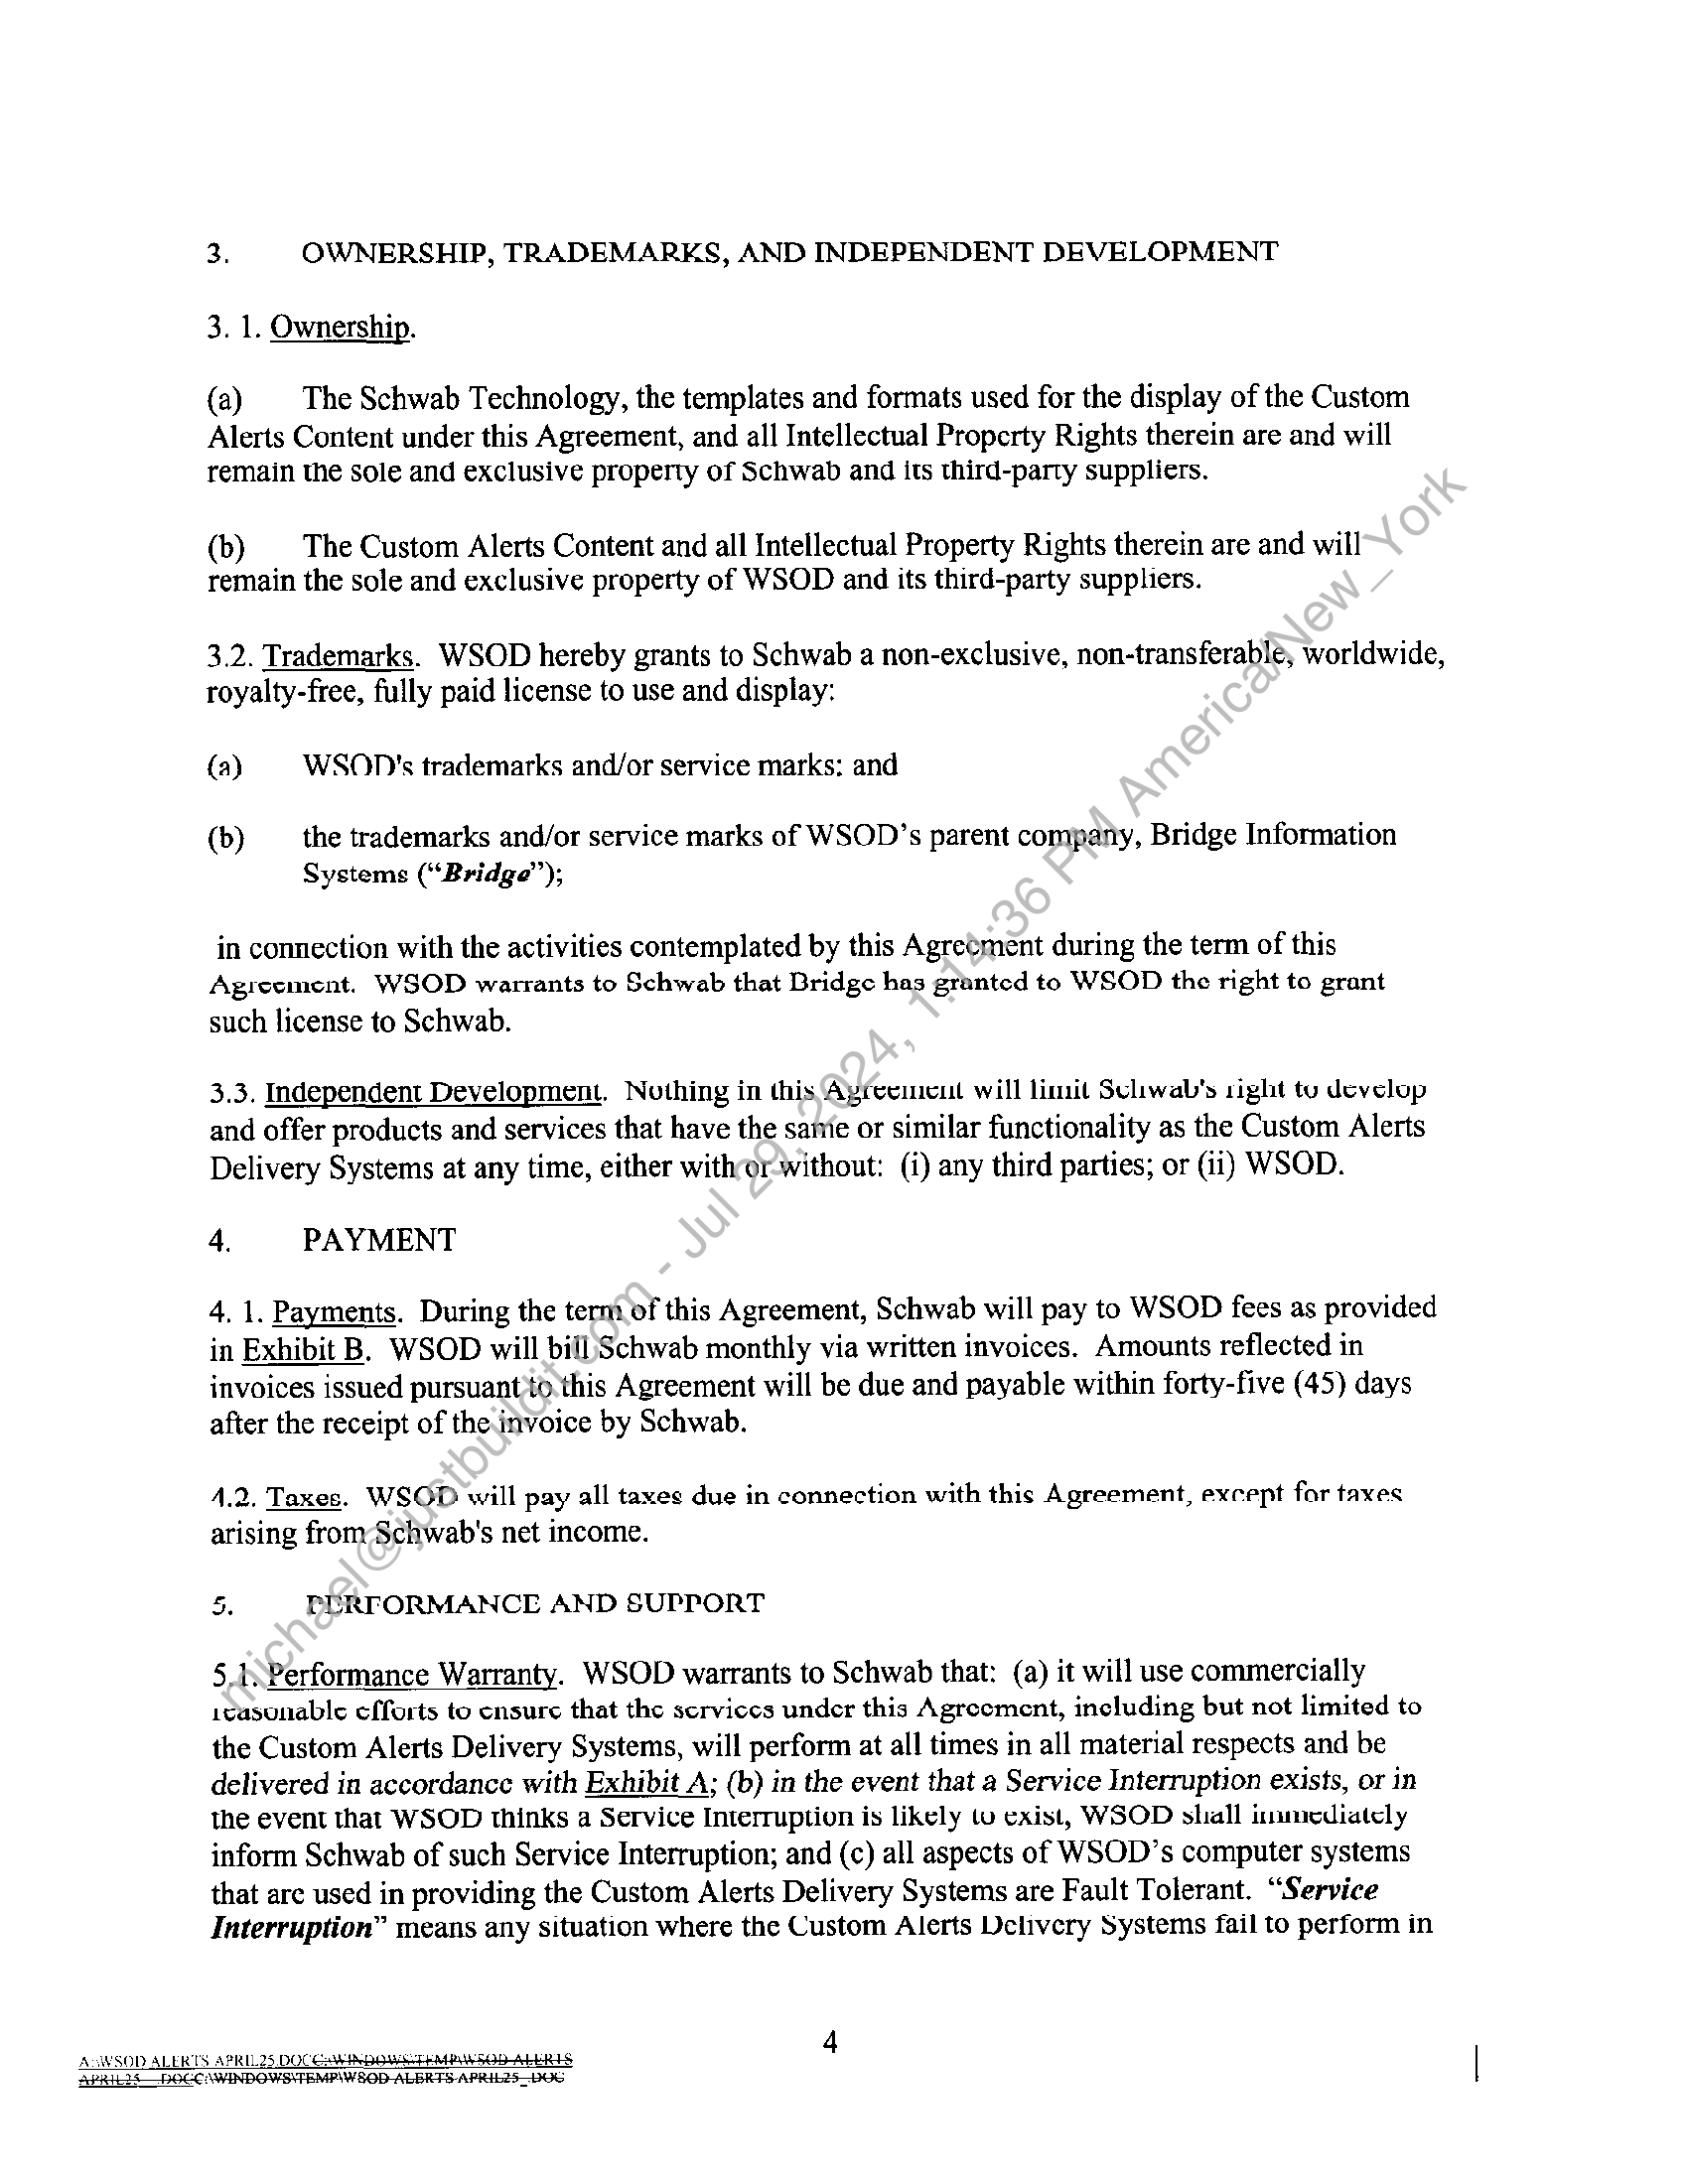 3. OWNERSHIP, TRADEMARKS, AND INDEPENDENT DEVELOPMENT
3. 1. Ownership.
(a) The Schwab Technology, the templates and formats used for the display of the Custom
Alerts Content under this Agreement, and all Intellectual Property Rights therein are and will
remain the sole and exclusive property of Schwab and its third-party suppliers.
(b) The Custom Alerts Content and all Intellectual Property Rights therein are and will
remain the sole and exclusive property of WSOD and its third-party suppliers.
3.2. Trademarks. WSOD hereby grants to Schwab a non-exclusive, non-transferable, worldwide,
royalty-free, fully paid license to use and display:
(a) WSOD's trademarks and/or service marks; and
(b) the trademarks and/or service marks of WSOD’s parent company, Bridge Information
Systems (“Bridge”);
in connection with the activities contemplated by this Agreement during the term of this
Agreement. WSOD warrants to Schwab that Bridge has granted to WSOD the right to grant
such license to Schwab.
3.3. Independent Development. Nothing in this Agreement will limit Schwab's right to develop
and offer products and services that have the same or similar functionality as the Custom Alerts
Delivery Systems at any time, either with or without: (i) any third parties; or (ii) WSOD.
4. PAYMENT
4. 1. Payments. During the term of this Agreement, Schwab will pay to WSOD fees as provided
in Exhibit B. WSOD will bill Schwab monthly via written invoices. Amounts reflected in
invoices issued pursuant to this Agreement will be due and payable within forty-five (45) days
after the receipt of the invoice by Schwab.
4.2. Taxes. WSOD will pay all taxes due in connection with this Agreement, except for taxes
arising from Schwab's net income.
5. PERFORMANCE AND SUPPORT
5.1. Performance Warranty. WSOD warrants to Schwab that: (a) it will use commercially
reasonable efforts to ensure that the services under this Agreement, including but not limited to
the Custom Alerts Delivery Systems, will perform at all times in all material respects and be
delivered in accordance with Exhibit A; (b) in the event that a Service Interruption exists, or in
the event that WSOD thinks a Service Interruption is likely to exist, WSOD shall immediately
inform Schwab of such Service Interruption; and (c) all aspects of WSOD’s computer systems
that are used in providing the Custom Alerts Delivery Systems are Fault Tolerant. “Service
Interruption” means any situation where the Custom Alerts Delivery Systems fail to perform in
4
A:\WSOD ALERTS APRIL25.DOCC:\WINDOWS\TEMP\WSOD ALERTS
APRIL25_.DOCC:\WINDOWS\TEMP\WSOD ALERTS APRIL25_.DOC
michael@justbuildit.com - Jul 29, 2024, 1:14:36 PM America/New_York